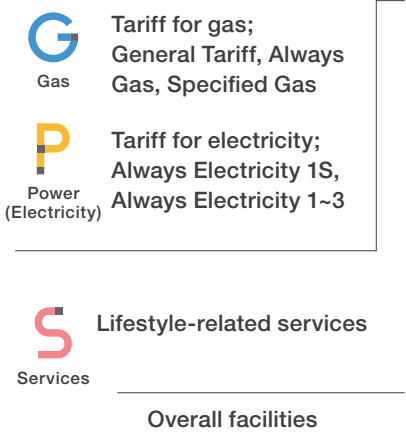 G
Gas
Tariff for gas;
General Tariff, Always
Gas, Specified Gas
P
Power
(Electricity)
Tariff for electricity;
Always Electricity 1S,
Always Electricity 1~3
S
Services
Lifestyle-related services
Overall facilities